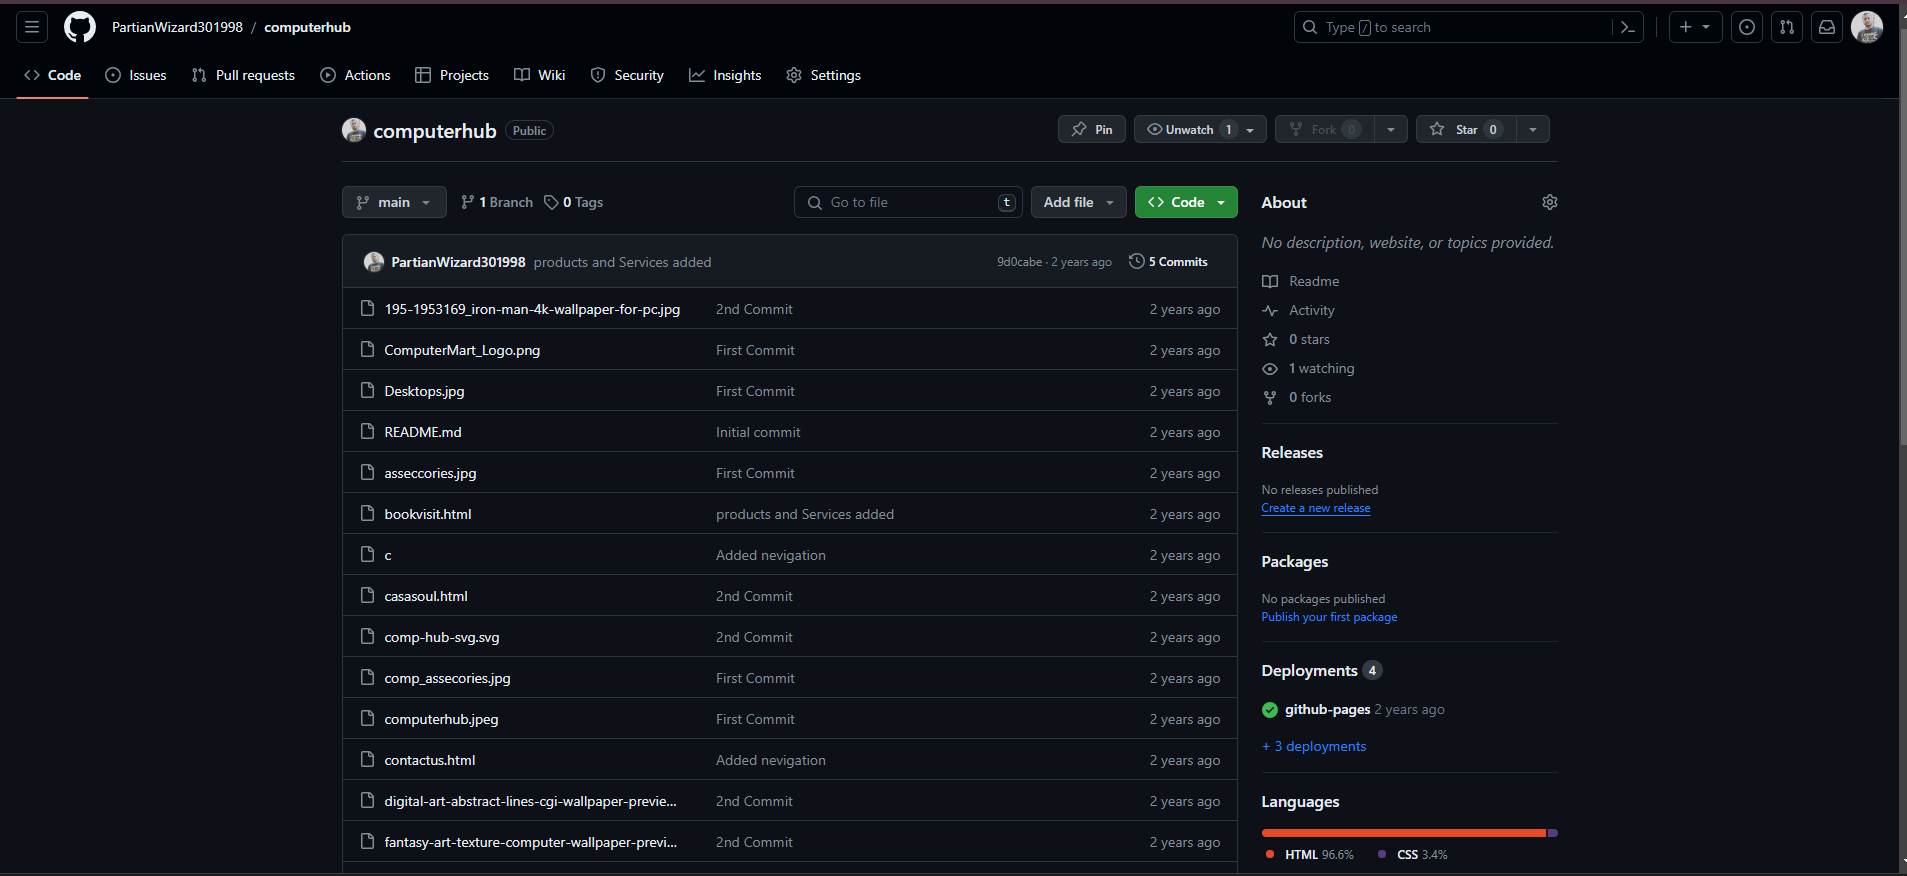 PartianWizard301998 / computerhub
Type / to search
Code Issues Pull requests Actions Projects Wiki Security Insights Settings
computerhub Public
Pin Unwatch 1 Fork 0 Star 0
main 1 Branch 0 Tags Go to file t Add file Code
PartianWizard301998 products and Services added 9d0cabe · 2 years ago 5 Commits
195-1953169_iron-man-4k-wallpaper-for-pc.jpg 2nd Commit 2 years ago
ComputerMart_Logo.png First Commit 2 years ago
Desktops.jpg First Commit 2 years ago
README.md Initial commit 2 years ago
asseccories.jpg First Commit 2 years ago
bookvisit.html products and Services added 2 years ago
c Added nevigation 2 years ago
casasoul.html 2nd Commit 2 years ago
comp-hub-svg.svg 2nd Commit 2 years ago
comp_assecories.jpg First Commit 2 years ago
computerhub.jpeg First Commit 2 years ago
contactus.html Added nevigation 2 years ago
digital-art-abstract-lines-cgi-wallpaper-previe... 2nd Commit 2 years ago
fantasy-art-texture-computer-wallpaper-previ... 2nd Commit 2 years ago
About
No description, website, or topics provided.
Readme
Activity
0 stars
1 watching
0 forks
Releases
No releases published
Create a new release
Packages
No packages published
Publish your first package
Deployments 4
github-pages 2 years ago
+ 3 deployments
Languages
HTML 96.6% CSS 3.4%